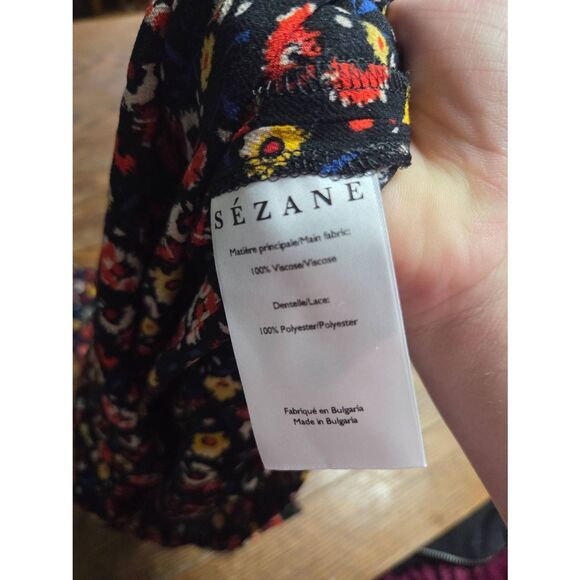 SÉZANE
Matière principale/Main fabric:
100% Viscose/Viscose
Dentelle/Lace:
100% Polyester/Polyester
Fabriqué en Bulgaria
Made in Bulgaria